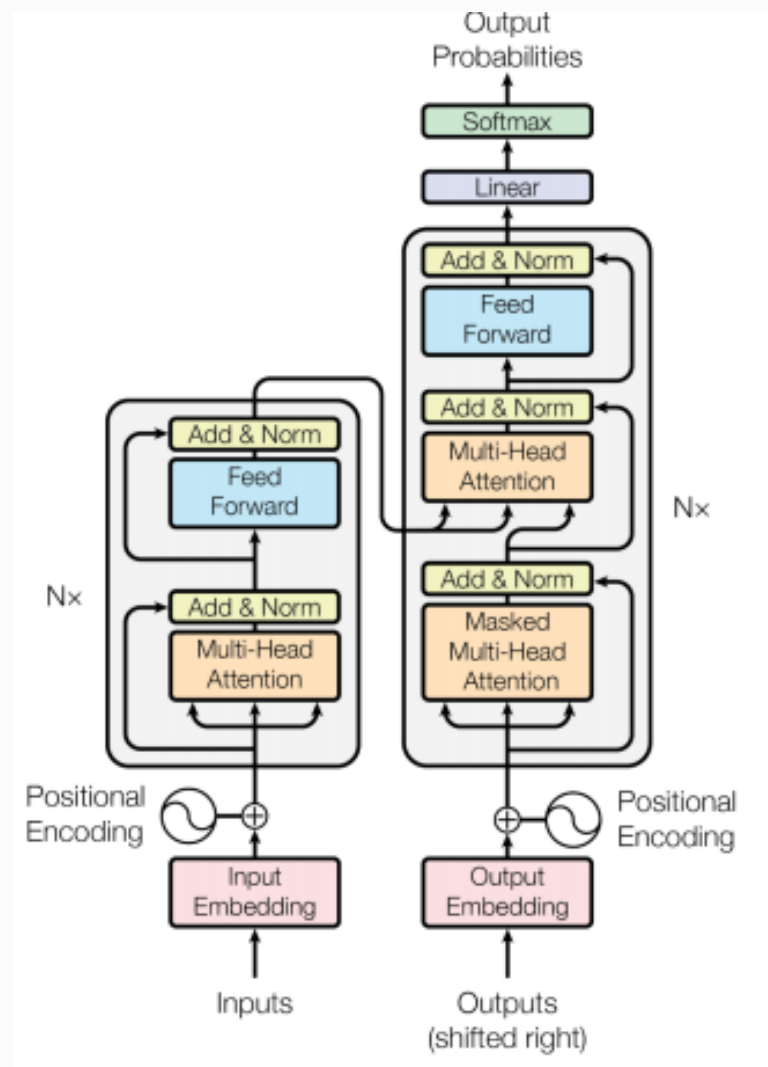 Output
Probabilities
Softmax
Linear
Add & Norm
Feed
Forward
Add & Norm
Multi-Head
Attention
Add & Norm
Masked
Multi-Head
Attention
Nx
Add & Norm
Feed
Forward
Add & Norm
Multi-Head
Attention
Nx
Positional
Encoding
Positional
Encoding
Input
Embedding
Output
Embedding
Inputs
Outputs
(shifted right)